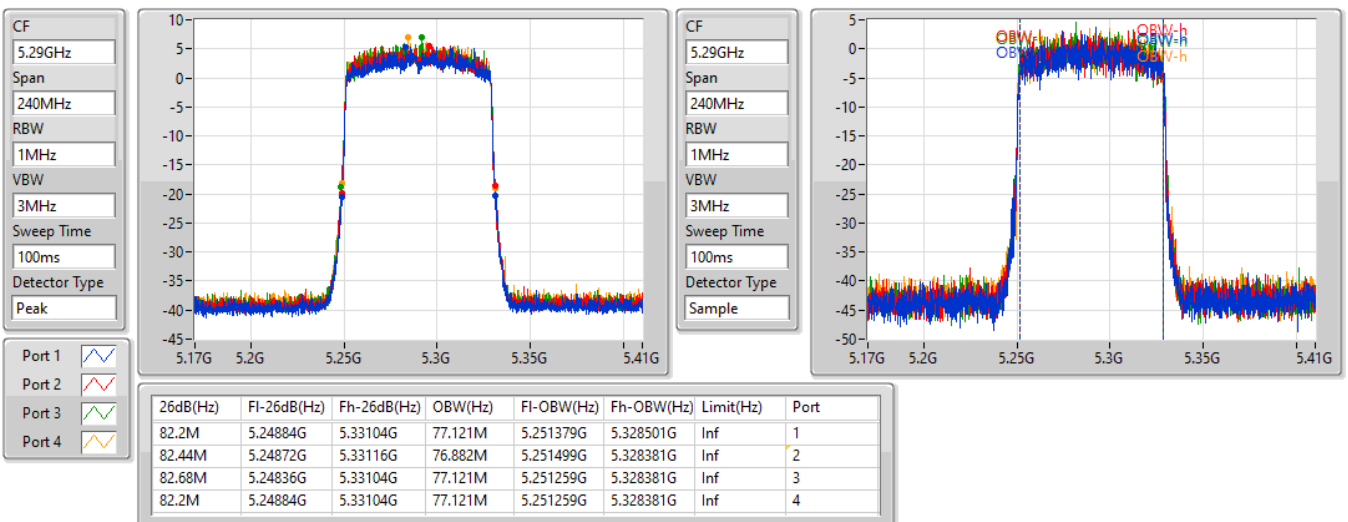 CF
5.29GHz
Span
240MHz
RBW
1MHz
VBW
3MHz
Sweep Time
100ms
Detector Type
Peak
10
5
0
-5
-10
-15
-20
-25
-30
-35
-40
-45
5.17G 5.2G 5.25G 5.3G 5.35G 5.41G
CF
5.29GHz
Span
240MHz
RBW
1MHz
VBW
3MHz
Sweep Time
100ms
Detector Type
Sample
5
0
-5
-10
-15
-20
-25
-30
-35
-40
-45
-50
OBW-h
OBW-h
OBW-h
5.17G 5.2G 5.25G 5.3G 5.35G 5.41G
Port 1
Port 2
Port 3
Port 4
26dB(Hz) Fl-26dB(Hz) Fh-26dB(Hz) OBW(Hz) Fl-OBW(Hz) Fh-OBW(Hz) Limit(Hz) Port
82.2M 5.24884G 5.33104G 77.121M 5.251379G 5.328501G Inf 1
82.44M 5.24872G 5.33116G 76.882M 5.251499G 5.328381G Inf 2
82.68M 5.24836G 5.33104G 77.121M 5.251259G 5.328381G Inf 3
82.2M 5.24884G 5.33104G 77.121M 5.251259G 5.328381G Inf 4